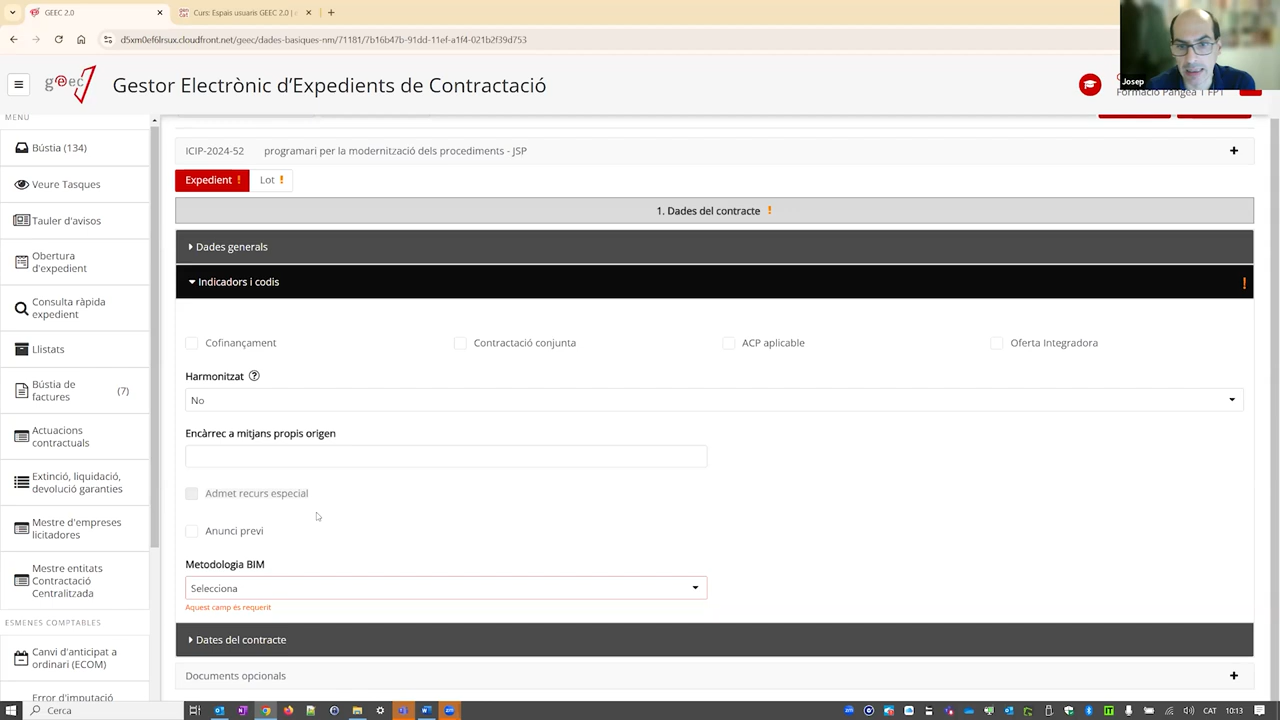 GEEC 2.0
Curs: Espais usuaris GEEC 2.0 |
d5xm0ef6lrsux.cloudfront.net/geec/dades-basiques-nm/71181/7b16b47b-91dd-11ef-a1f4-021b2f39d753
Josep
geec
Gestor Electrònic d'Expedients de Contractació
Formació Pangea 1 FP1
MENÚ
Bústia (134)
Veure Tasques
Tauler d'avisos
Obertura
d'expedient
Consulta ràpida
expedient
Llistats
Bústia de
factures
(7)
Actuacions
contractuals
Extinció, liquidació,
devolució garanties
Mestre d'empreses
licitadores
Mestre entitats
Contractació
Centralitzada
ESMENES COMPTABLES
Canvi d'anticipat a
ordinari (ECOM)
Error d'imputació
ICIP-2024-52 programari per la modernització dels procediments - JSP
Expedient !
Lot !
1. Dades del contracte !
Dades generals
Indicadors i codis !
Cofinançament
Contractació conjunta
ACP aplicable
Oferta Integradora
Harmonitzat ?
No
Encàrrec a mitjans propis origen
Admet recurs especial
Anunci previ
Metodologia BIM
Selecciona
Aquest camp és requerit
Dates del contracte
Documents opcionals
Cerca
CAT
10:13